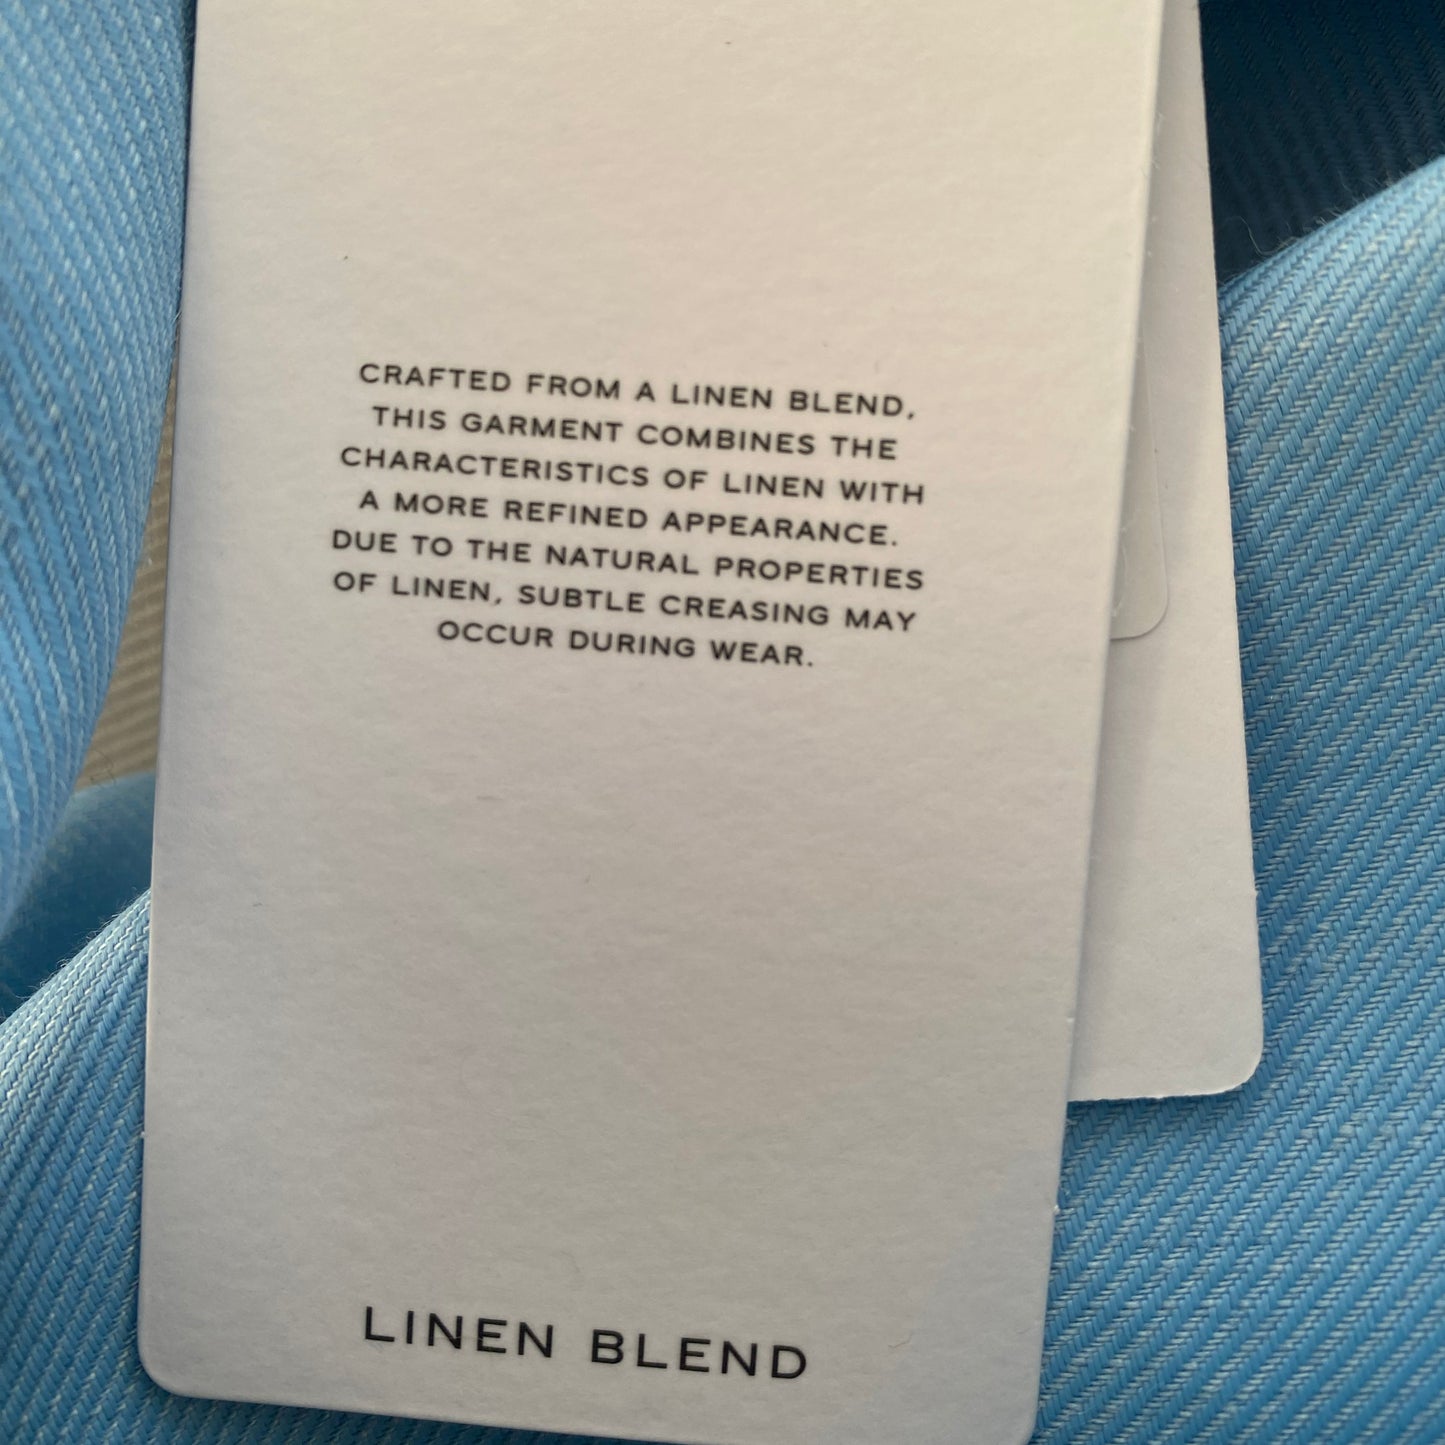 CRAFTED FROM A LINEN BLEND,
THIS GARMENT COMBINES THE
CHARACTERISTICS OF LINEN WITH
A MORE REFINED APPEARANCE.
DUE TO THE NATURAL PROPERTIES
OF LINEN, SUBTLE CREASING MAY
OCCUR DURING WEAR.
LINEN BLEND